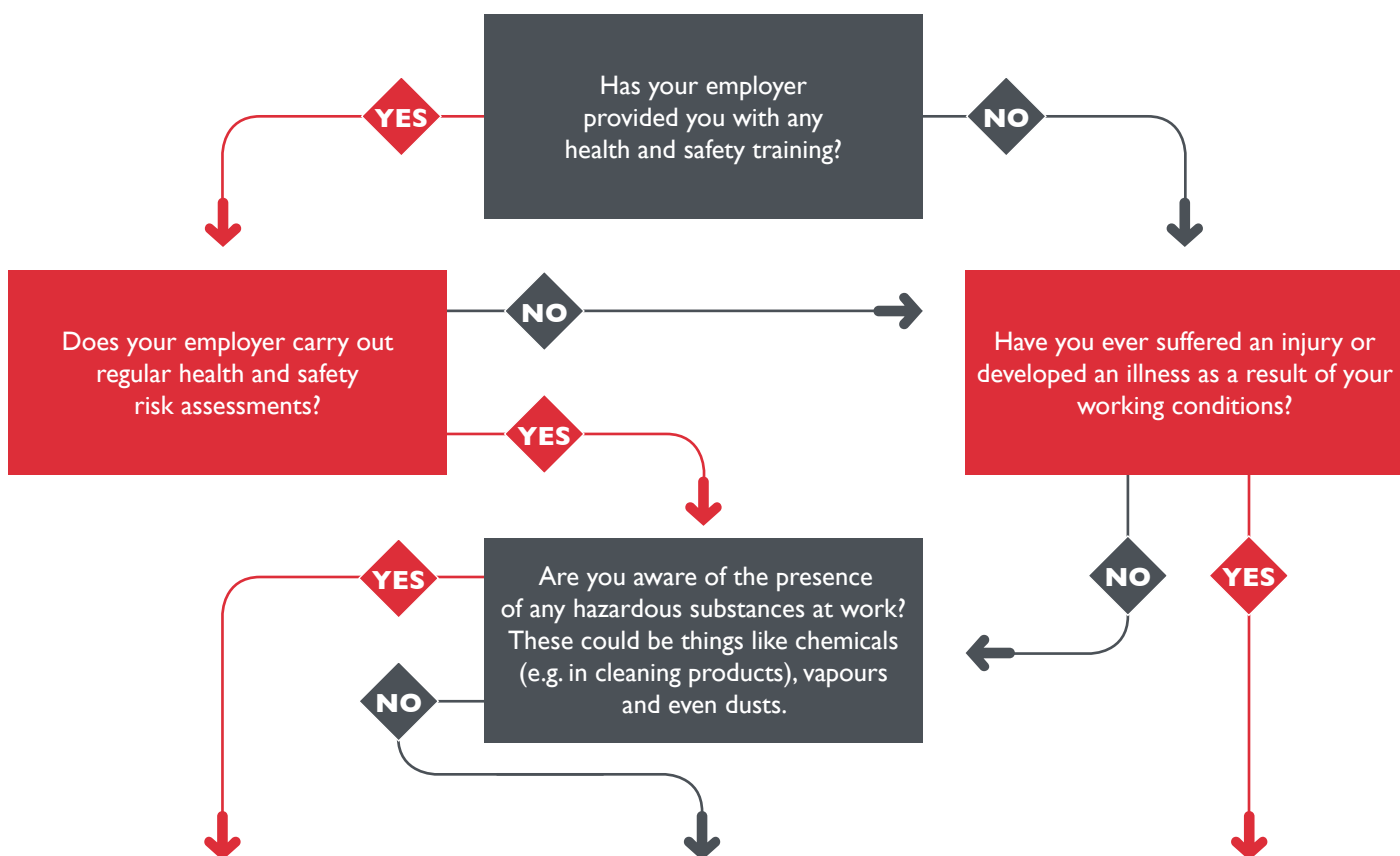 Has your employer
provided you with any
health and safety training?
YES
NO
Does your employer carry out
regular health and safety
risk assessments?
NO
YES
Have you ever suffered an injury or
developed an illness as a result of your
working conditions?
NO
YES
Are you aware of the presence
of any hazardous substances at work?
These could be things like chemicals
(e.g. in cleaning products), vapours
and even dusts.
YES
NO